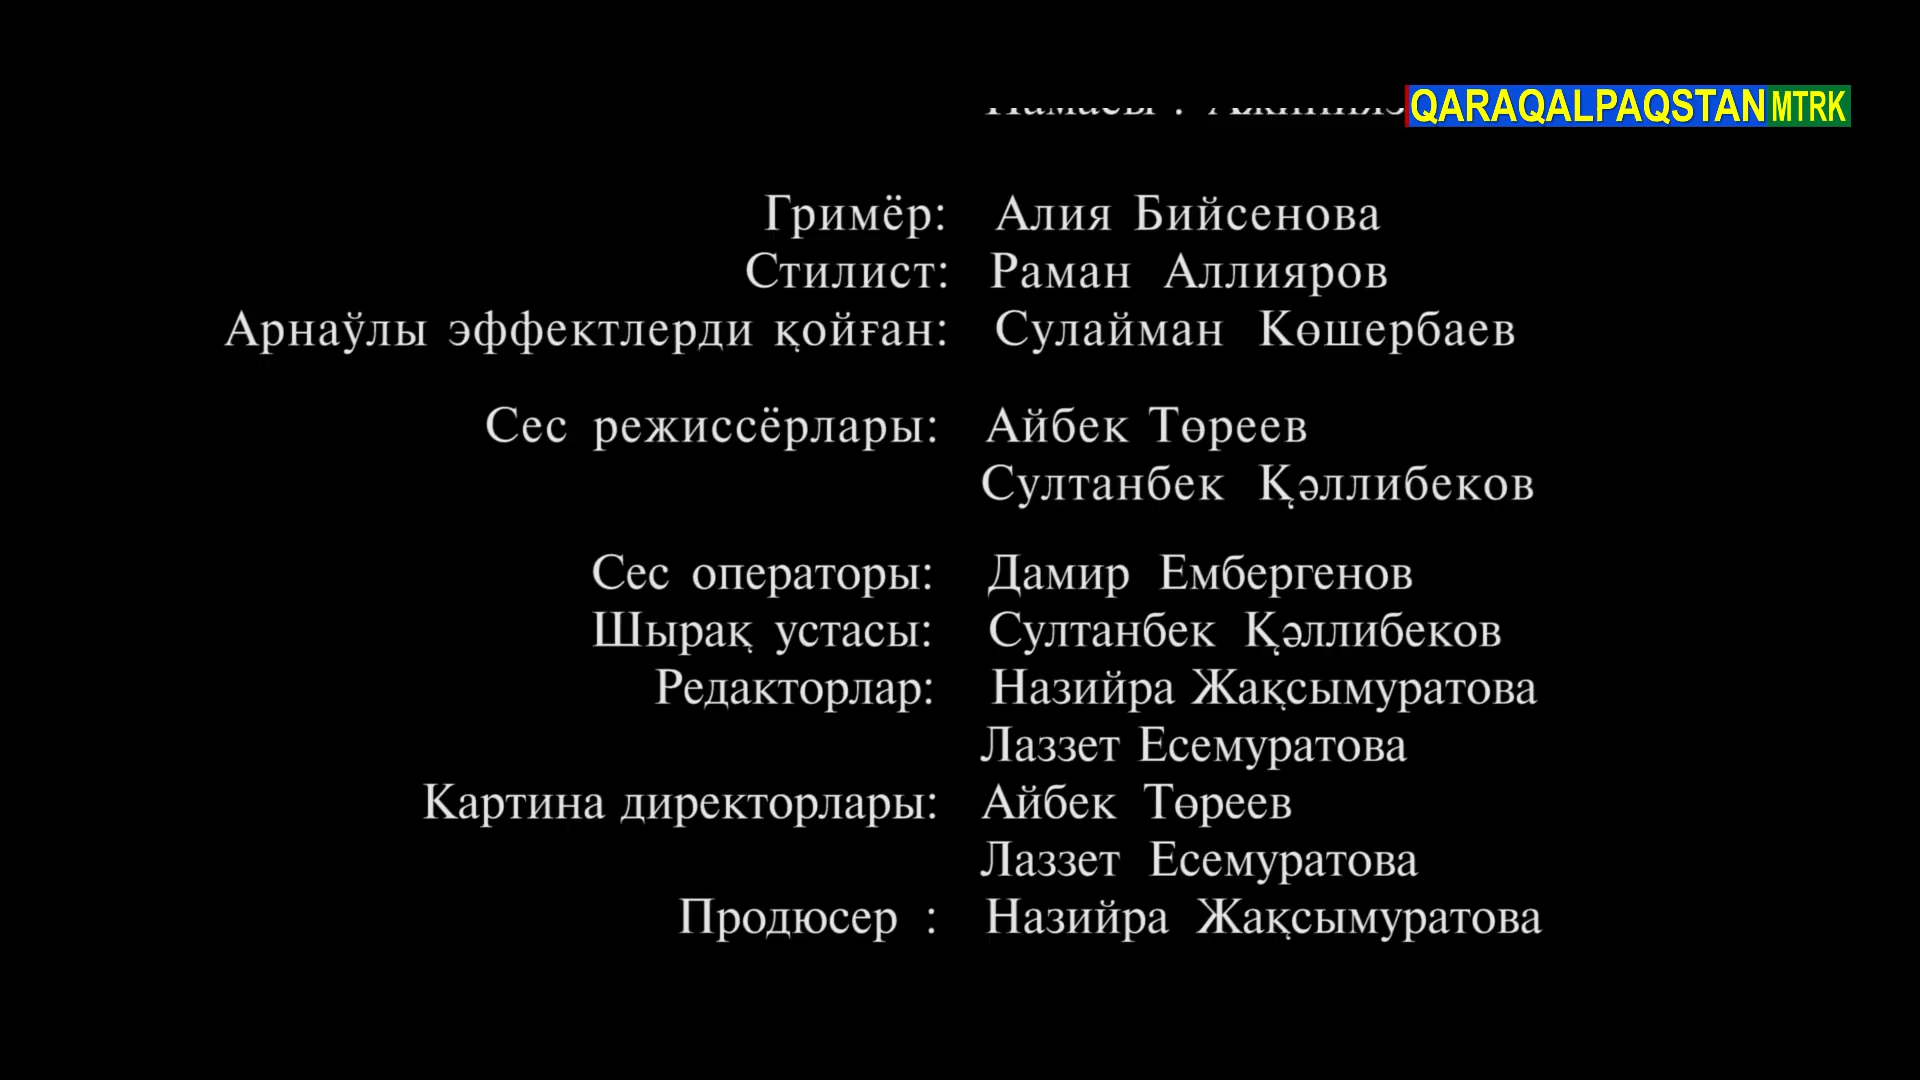 QARAQALPAQSTAN MTRK
Гримёр: Алия Бийсенова
Стилист: Раман Аллияров
Арнаўлы эффектлерди қойған: Сулайман Көшербаев
Сес режиссёрлары: Айбек Төреев
Султанбек Қәллибеков
Сес операторы: Дамир Ембергенов
Шырақ устасы: Султанбек Қәллибеков
Редакторлар: Назийра Жақсымуратова
Лаззет Есемуратова
Картина директорлары: Айбек Төреев
Лаззет Есемуратова
Продюсер : Назийра Жақсымуратова